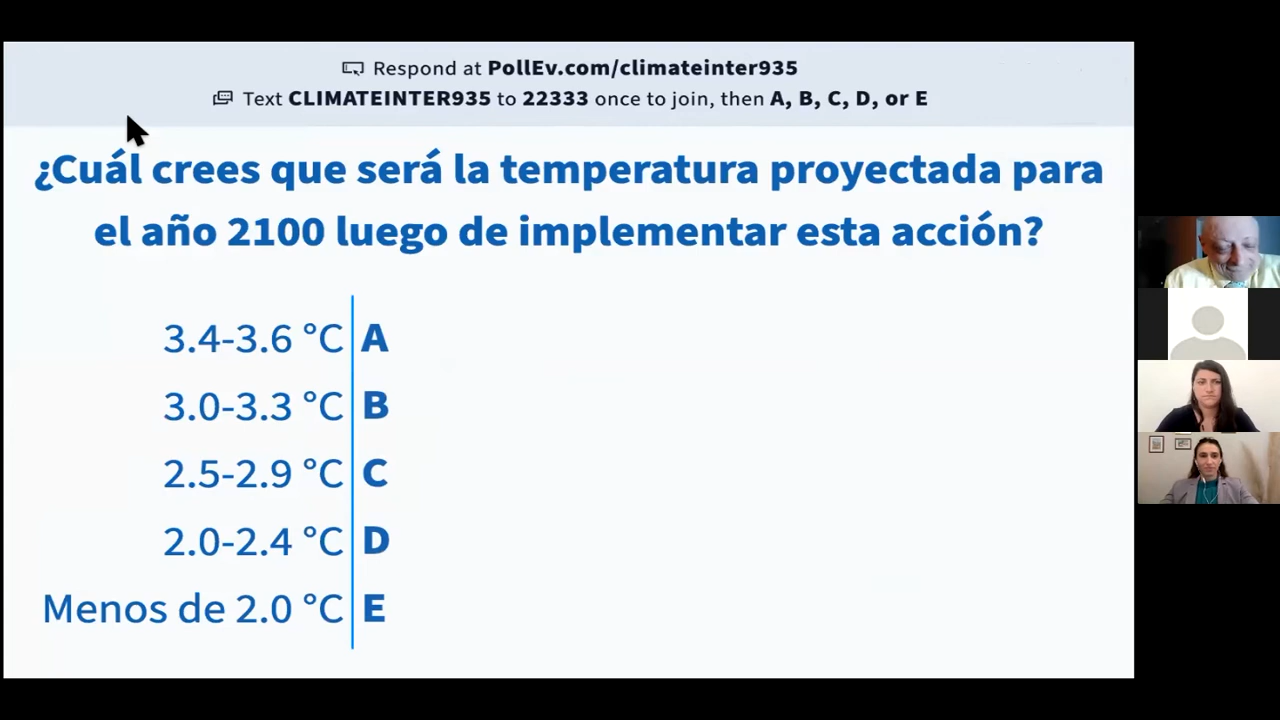 Respond at PollEv.com/climateinter935
Text CLIMATEINTER935 to 22333 once to join, then A, B, C, D, or E
¿Cuál crees que será la temperatura proyectada para
el año 2100 luego de implementar esta acción?
3.4-3.6 °C A
3.0-3.3 °C B
2.5-2.9 °C C
2.0-2.4 °C D
Menos de 2.0 °C E